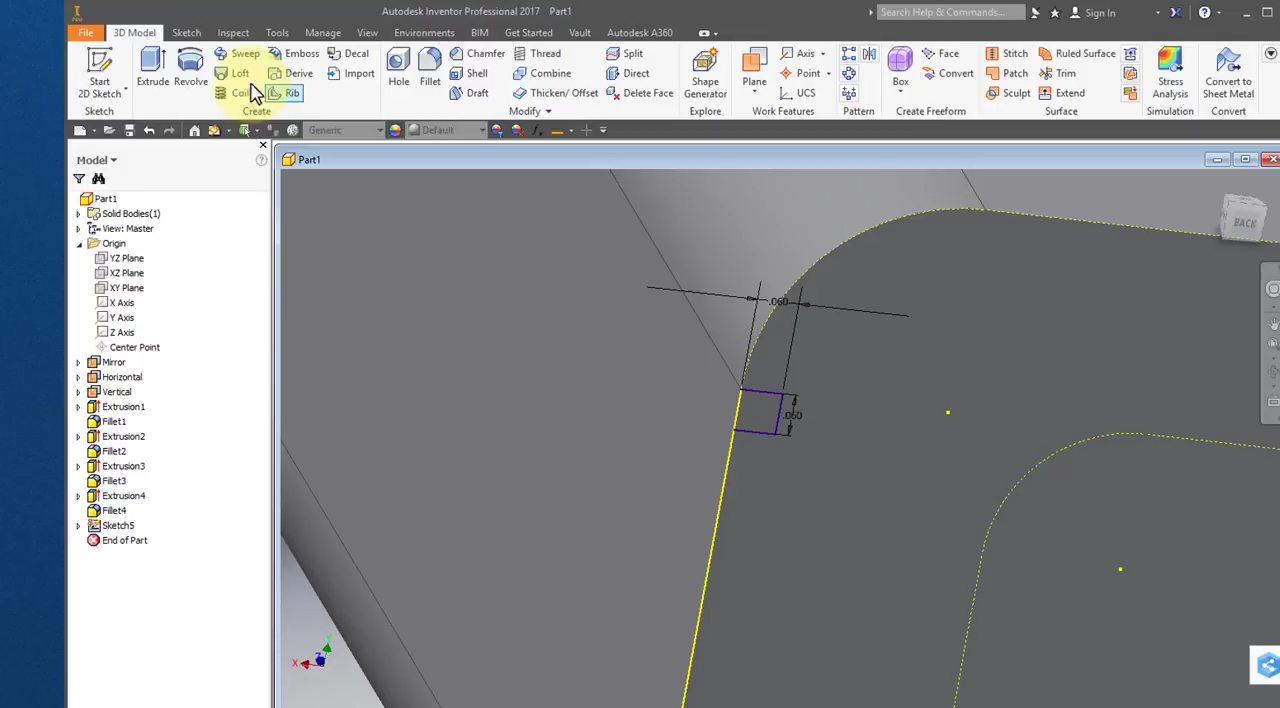 PRO
Autodesk Inventor Professional 2017   Part1
Search Help & Commands...
Sign In
File
3D Model
Sketch
Inspect
Tools
Manage
View
Environments
BIM
Get Started
Vault
Autodesk A360
Start
2D Sketch
Sketch
Extrude
Revolve
Sweep
Emboss
Decal
Loft
Derive
Import
Coil
Rib
Create
Hole
Fillet
Chamfer
Thread
Split
Shell
Combine
Direct
Draft
Thicken/ Offset
Delete Face
Modify
Shape
Generator
Explore
Plane
Axis
Point
UCS
Work Features
Pattern
Box
Face
Convert
Create Freeform
Stitch
Ruled Surface
Patch
Trim
Sculpt
Extend
Surface
Stress
Analysis
Simulation
Convert to
Sheet Metal
Convert
Generic
Default
Model
Part1
Part1
Solid Bodies(1)
View: Master
Origin
YZ Plane
XZ Plane
XY Plane
X Axis
Y Axis
Z Axis
Center Point
Mirror
Horizontal
Vertical
Extrusion1
Fillet1
Extrusion2
Fillet2
Extrusion3
Fillet3
Extrusion4
Fillet4
Sketch5
End of Part
BACK
.060
.060
X
Y
Z